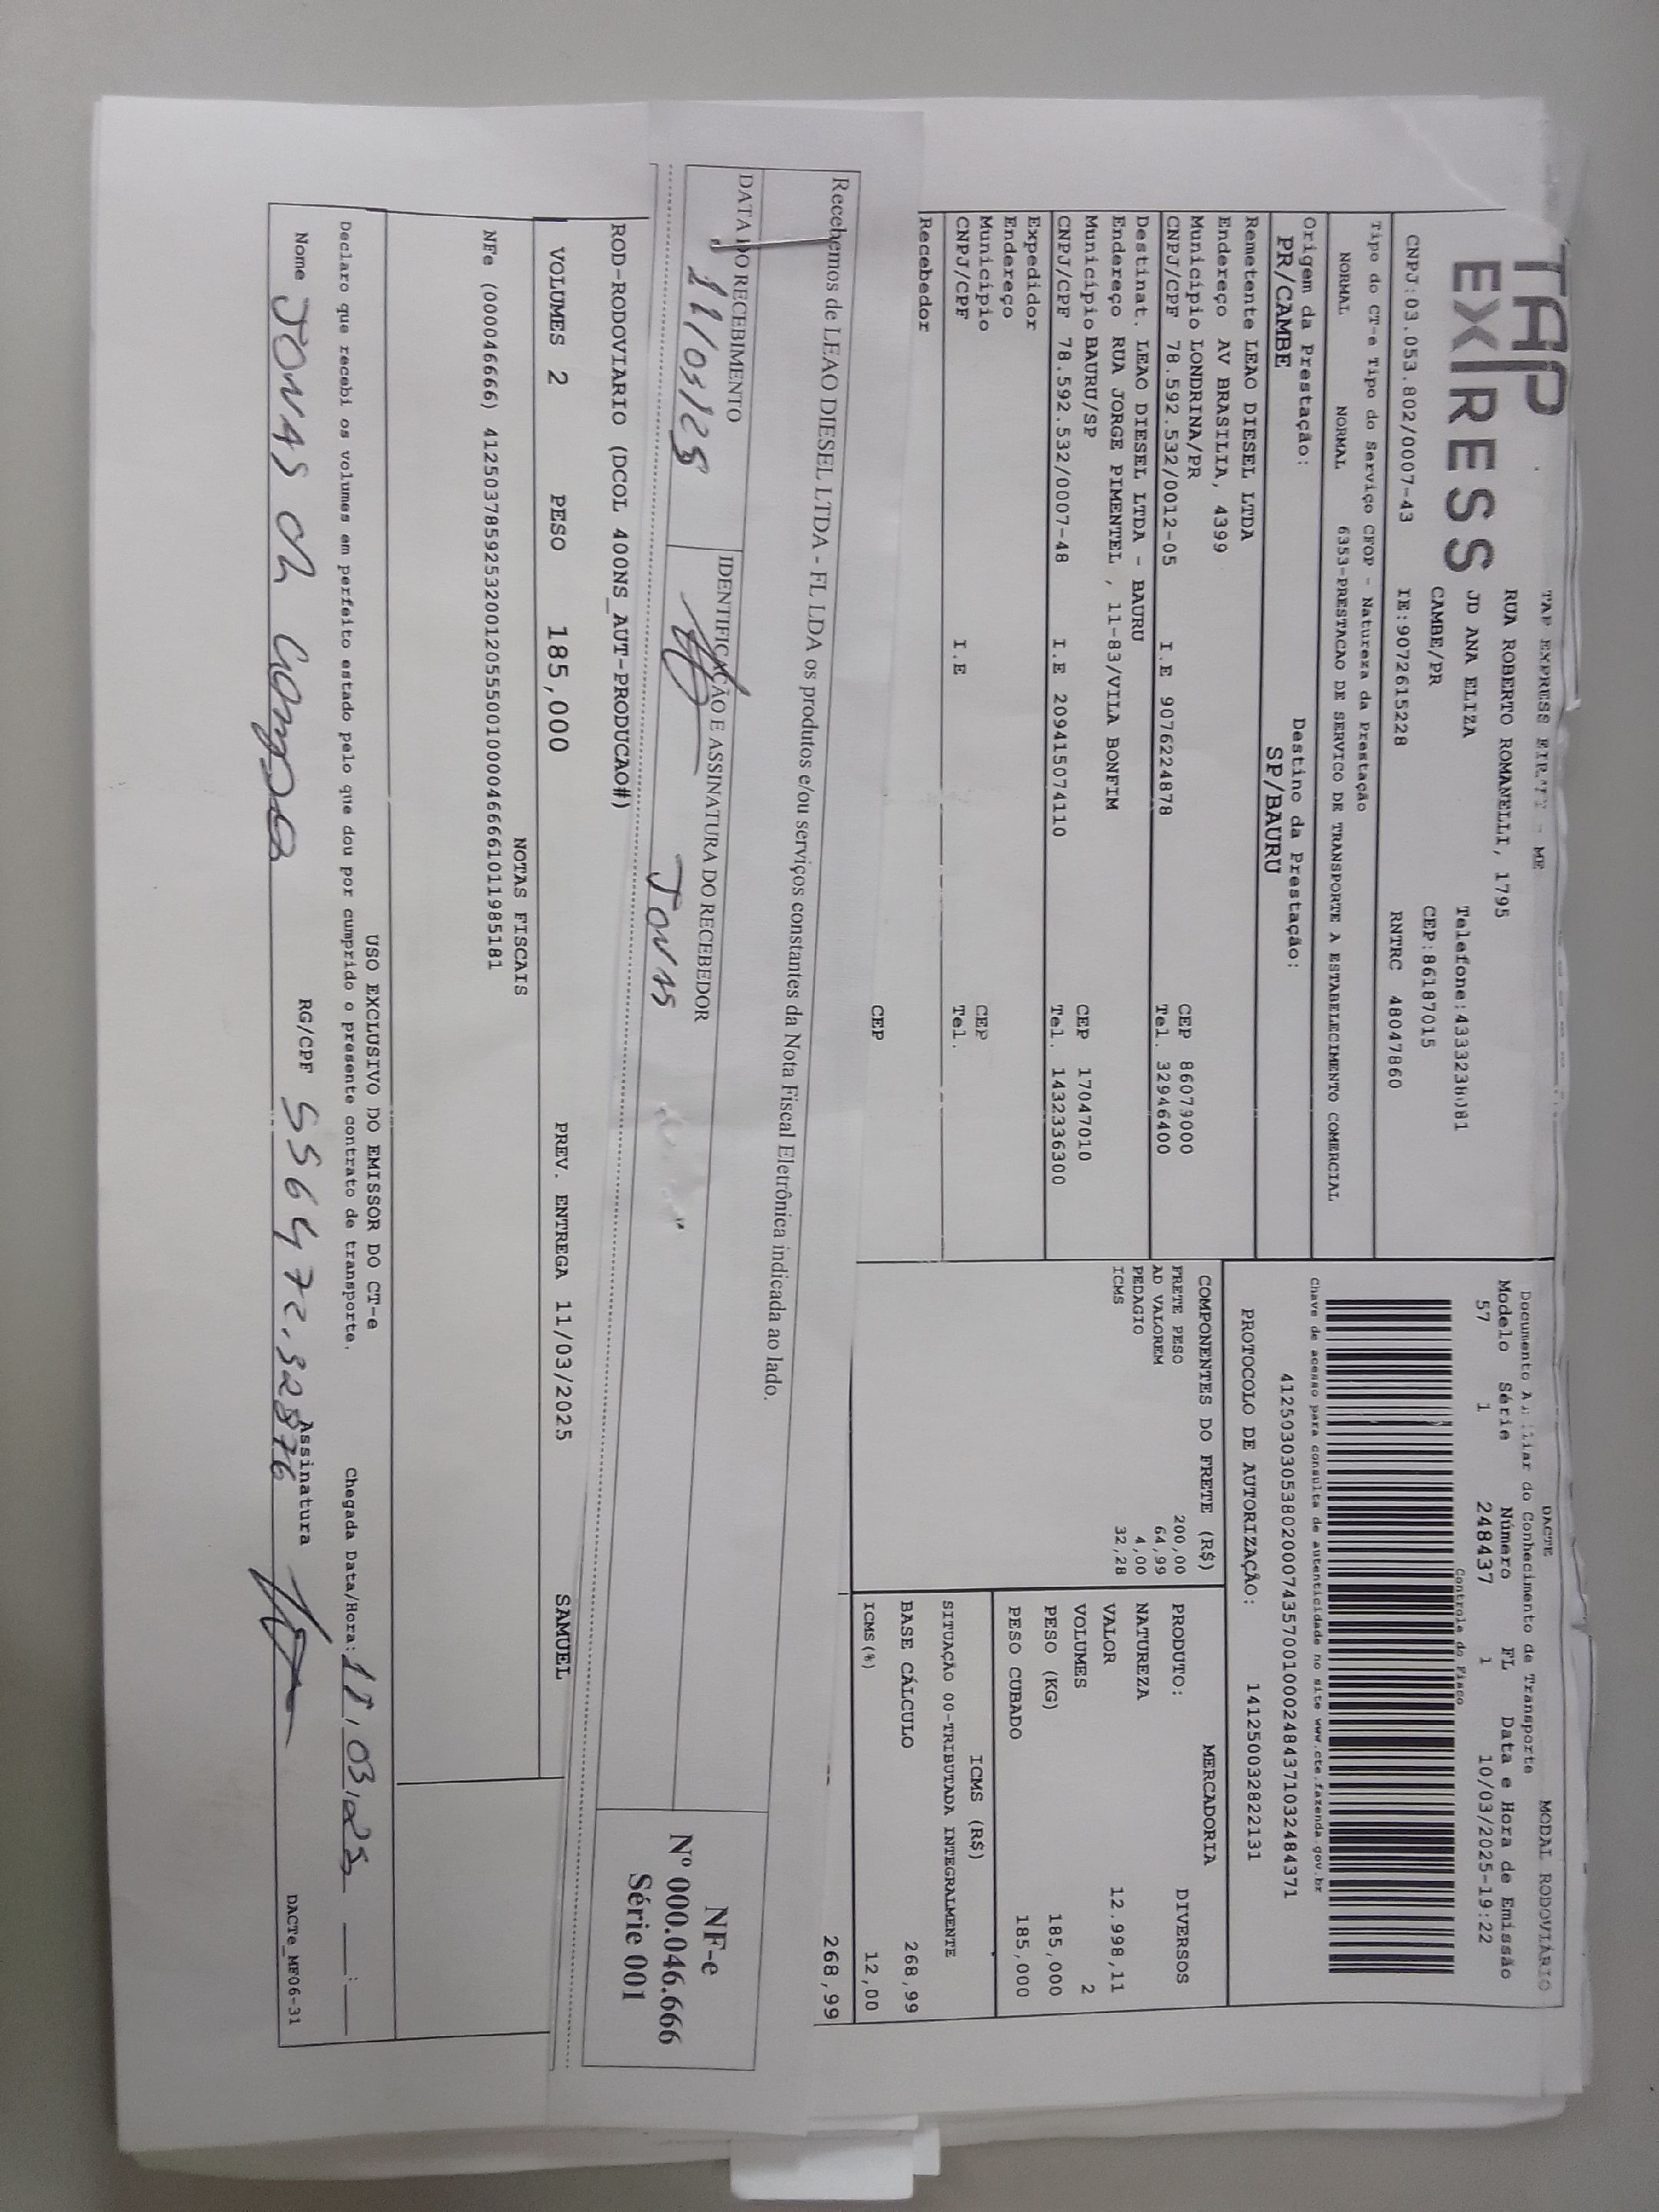 TAP EXPRESS
TAP EXPRESS EIRELI - ME
RUA ROBERTO ROMANELLI, 1795
JD ANA ELIZA Telefone:4333238081
CAMBE/PR CEP:86187015
CNPJ:03.053.802/0007-43 IE:9072615228 RNTRC 48047860
DACTE MODAL RODOVIÁRIO
Documento Auxiliar do Conhecimento de Transporte
Modelo Série Número FL Data e Hora de Emissão
57 1 248437 1 10/03/2025-19:22
Controle do Fisco
Chave de acesso para consulta de autenticidade no site www.cte.fazenda.gov.br
41250303053802000743570010002484371032484371
PROTOCOLO DE AUTORIZAÇÃO: 141250032822131
Tipo do CT-e Tipo do Serviço CFOP - Natureza da Prestação
NORMAL NORMAL 6353-PRESTACAO DE SERVICO DE TRANSPORTE A ESTABELECIMENTO COMERCIAL
Origem da Prestação: Destino da Prestação:
PR/CAMBE SP/BAURU
Remetente LEAO DIESEL LTDA
Endereço AV BRASILIA, 4399
Município LONDRINA/PR CEP 86079000
CNPJ/CPF 78.592.532/0012-05 I.E 9076224878 Tel. 32946400
Destinat. LEAO DIESEL LTDA - BAURU
Endereço RUA JORGE PIMENTEL , 11-83/VILA BONFIM
Município BAURU/SP CEP 17047010
CNPJ/CPF 78.592.532/0007-48 I.E 209415074110 Tel. 1432336300
Expedidor
Endereço
Município CEP
CNPJ/CPF I.E Tel.
Recebedor
CEP
COMPONENTES DO FRETE (R$)
FRETE PESO 200,00
AD VALOREM 64,99
PEDAGIO 4,00
ICMS 32,28
MERCADORIA
PRODUTO: DIVERSOS
NATUREZA
VALOR 12.998,11
VOLUMES 2
PESO (KG) 185,000
PESO CUBADO 185,000
ICMS (R$)
SITUAÇÃO 00-TRIBUTADA INTEGRALMENTE
BASE CÁLCULO 268,99
ICMS(%) 12,00
268,99
Recebemos de LEAO DIESEL LTDA - FL LDA os produtos e/ou serviços constantes da Nota Fiscal Eletrônica indicada ao lado.
DATA DO RECEBIMENTO IDENTIFICAÇÃO E ASSINATURA DO RECEBEDOR
11/03/25 JONAS
NF-e
Nº 000.046.666
Série 001
ROD-RODOVIARIO (DCOL 400NS_AUT-PRODUCAO#)
VOLUMES 2 PESO 185,000 PREV. ENTREGA 11/03/2025 SAMUEL
NOTAS FISCAIS
NFe (000046666) 41250378592532001205550010000466661011985181
USO EXCLUSIVO DO EMISSOR DO CT-e
Declaro que recebi os volumes em perfeito estado pelo que dou por cumprido o presente contrato de transporte. Chegada Data/Hora: 11/03/25 __:__
Nome JONAS RG/CPF Assinatura
DACTe_MF06-31